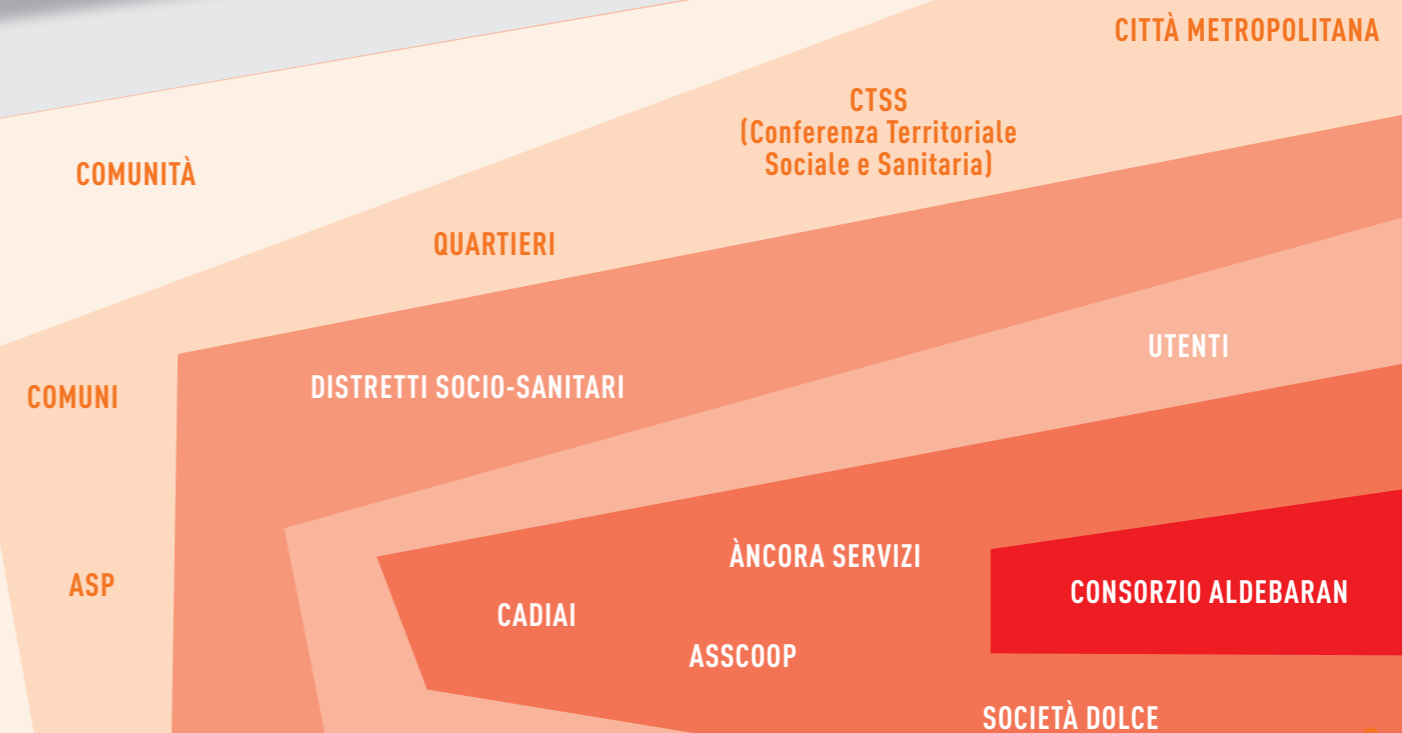 CITTÀ METROPOLITANA
CTSS
(Conferenza Territoriale
Sociale e Sanitaria)
COMUNITÀ
QUARTIERI
UTENTI
DISTRETTI SOCIO-SANITARI
COMUNI
ÀNCORA SERVIZI
ASP
CONSORZIO ALDEBARAN
CADIAI
ASSCOOP
SOCIETÀ DOLCE